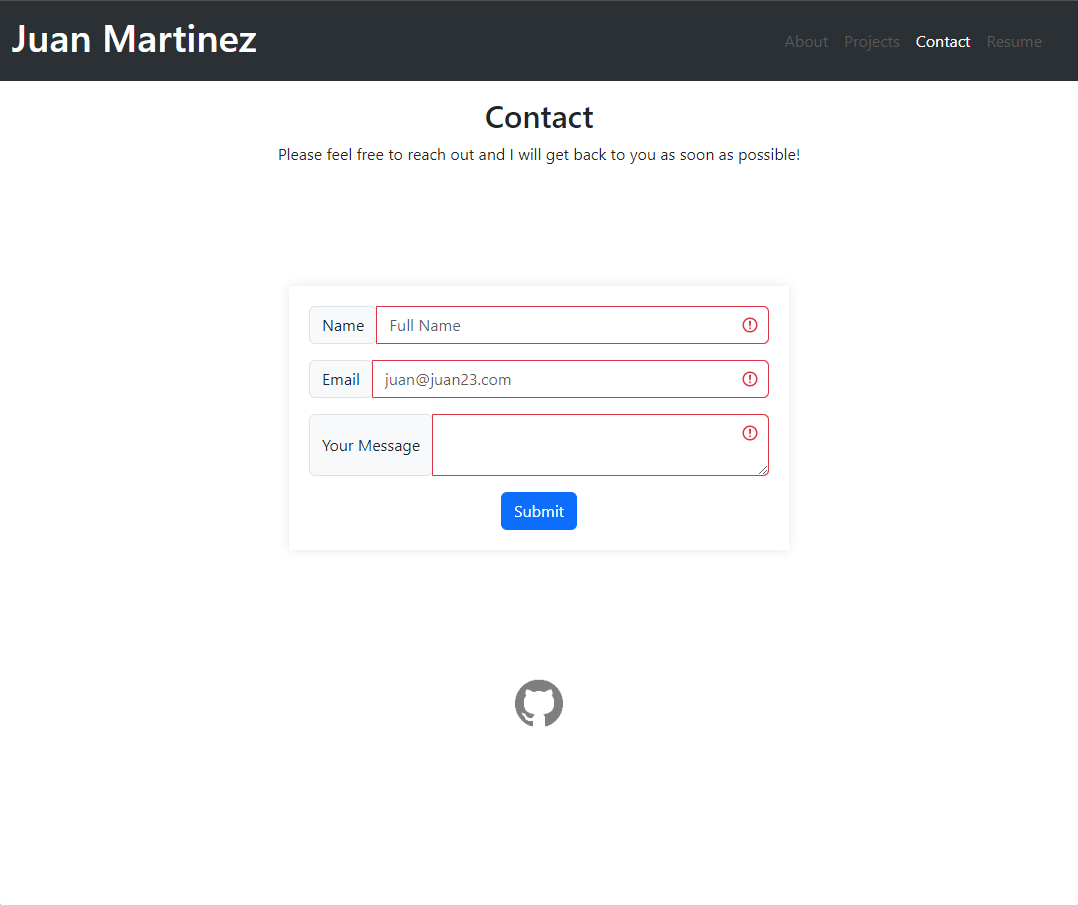 Juan Martinez
About Projects Contact Resume
Contact
Please feel free to reach out and I will get back to you as soon as possible!
Name Full Name
Email juan@juan23.com
Your Message
Submit